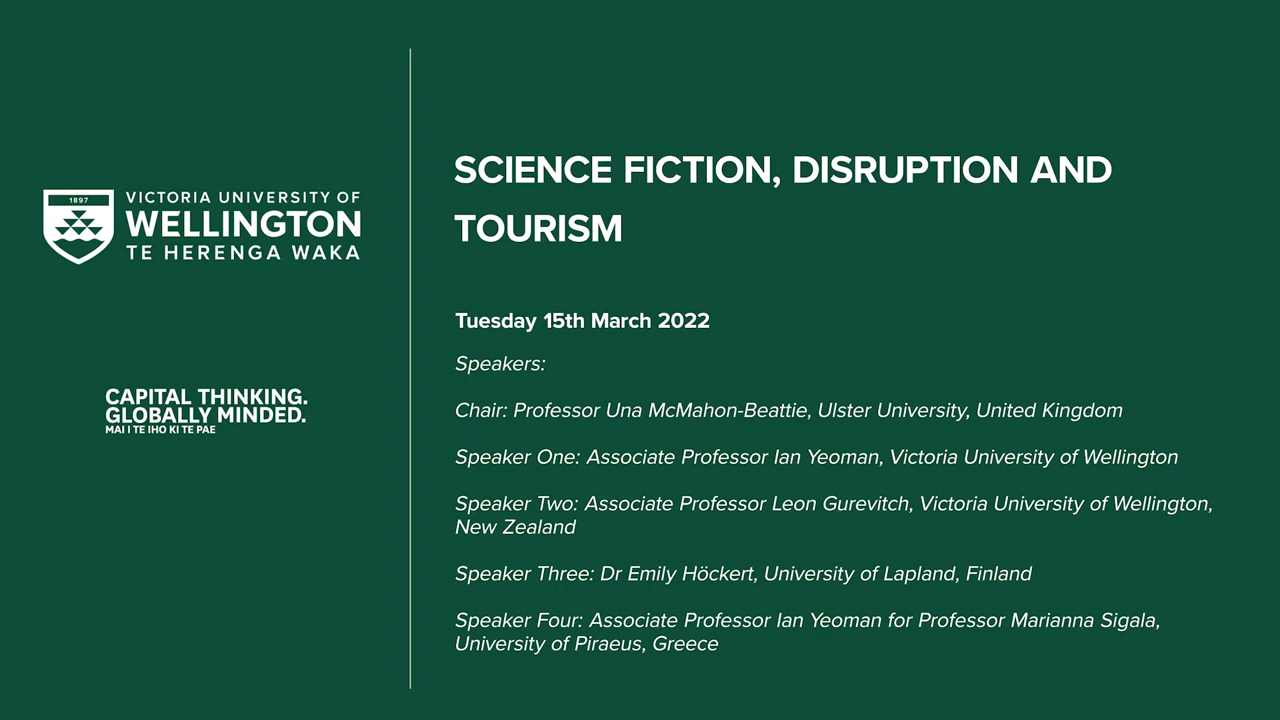 1897
VICTORIA UNIVERSITY OF
WELLINGTON
TE HERENGA WAKA
CAPITAL THINKING.
GLOBALLY MINDED.
MAI I TE IHO KI TE PAE
SCIENCE FICTION, DISRUPTION AND
TOURISM
Tuesday 15th March 2022
Speakers:
Chair: Professor Una McMahon-Beattie, Ulster University, United Kingdom
Speaker One: Associate Professor Ian Yeoman, Victoria University of Wellington
Speaker Two: Associate Professor Leon Gurevitch, Victoria University of Wellington,
New Zealand
Speaker Three: Dr Emily Höckert, University of Lapland, Finland
Speaker Four: Associate Professor Ian Yeoman for Professor Marianna Sigala,
University of Piraeus, Greece